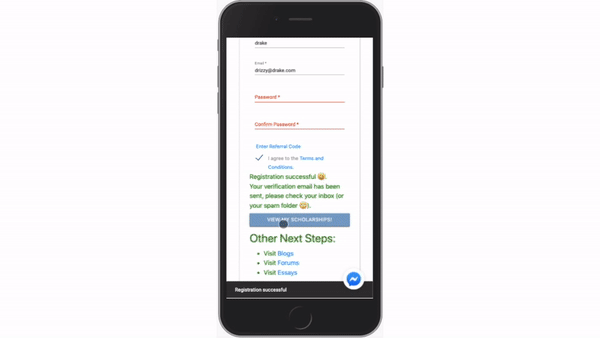 drake
Email *
drizzy@drake.com
Password *
Confirm Password *
Enter Referral Code
I agree to the Terms and
Conditions.
Registration successful 😀.
Your verification email has been
sent, please check your inbox (or
your spam folder 😔).
VIEW MY SCHOLARSHIPS!
Other Next Steps:
Visit Blogs
Visit Forums
Visit Essays
Registration successful